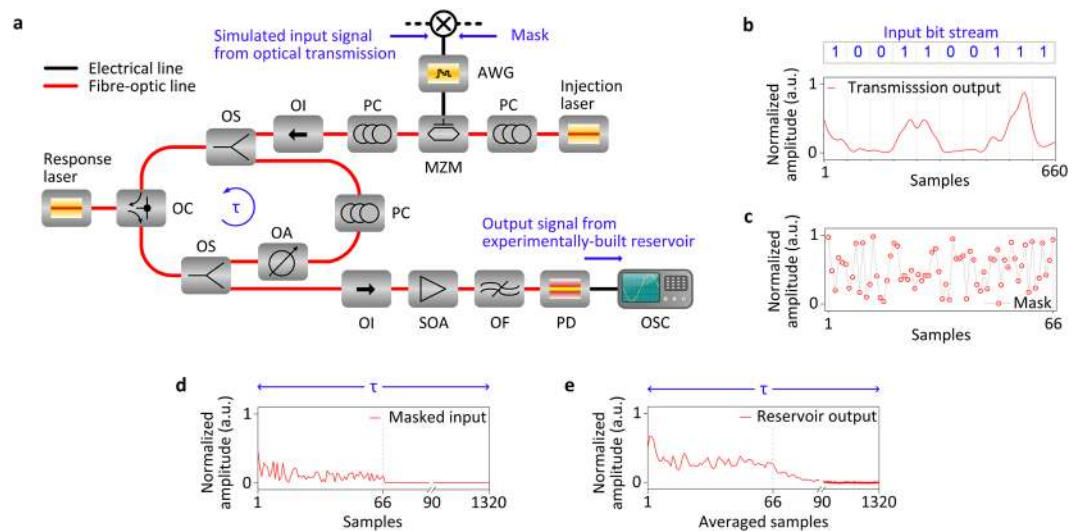 a
Simulated input signal
from optical transmission
Mask
Electrical line
Fibre-optic line
AWG
OS
OI
PC
PC
Injection
laser
MZM
Response
laser
OC
τ
PC
OS
OA
Output signal from
experimentally-built reservoir
OI
SOA
OF
PD
OSC
b
Input bit stream
1 0 0 1 1 0 0 1 1 1
Normalized
amplitude (a.u.)
1
0
Transmisssion output
1
660
Samples
c
Normalized
amplitude (a.u.)
1
0
Mask
1
66
Samples
d
τ
Normalized
amplitude (a.u.)
1
0
Masked input
1
66
90
1320
Samples
e
τ
Normalized
amplitude (a.u.)
1
0
Reservoir output
1
66
90
1320
Averaged samples